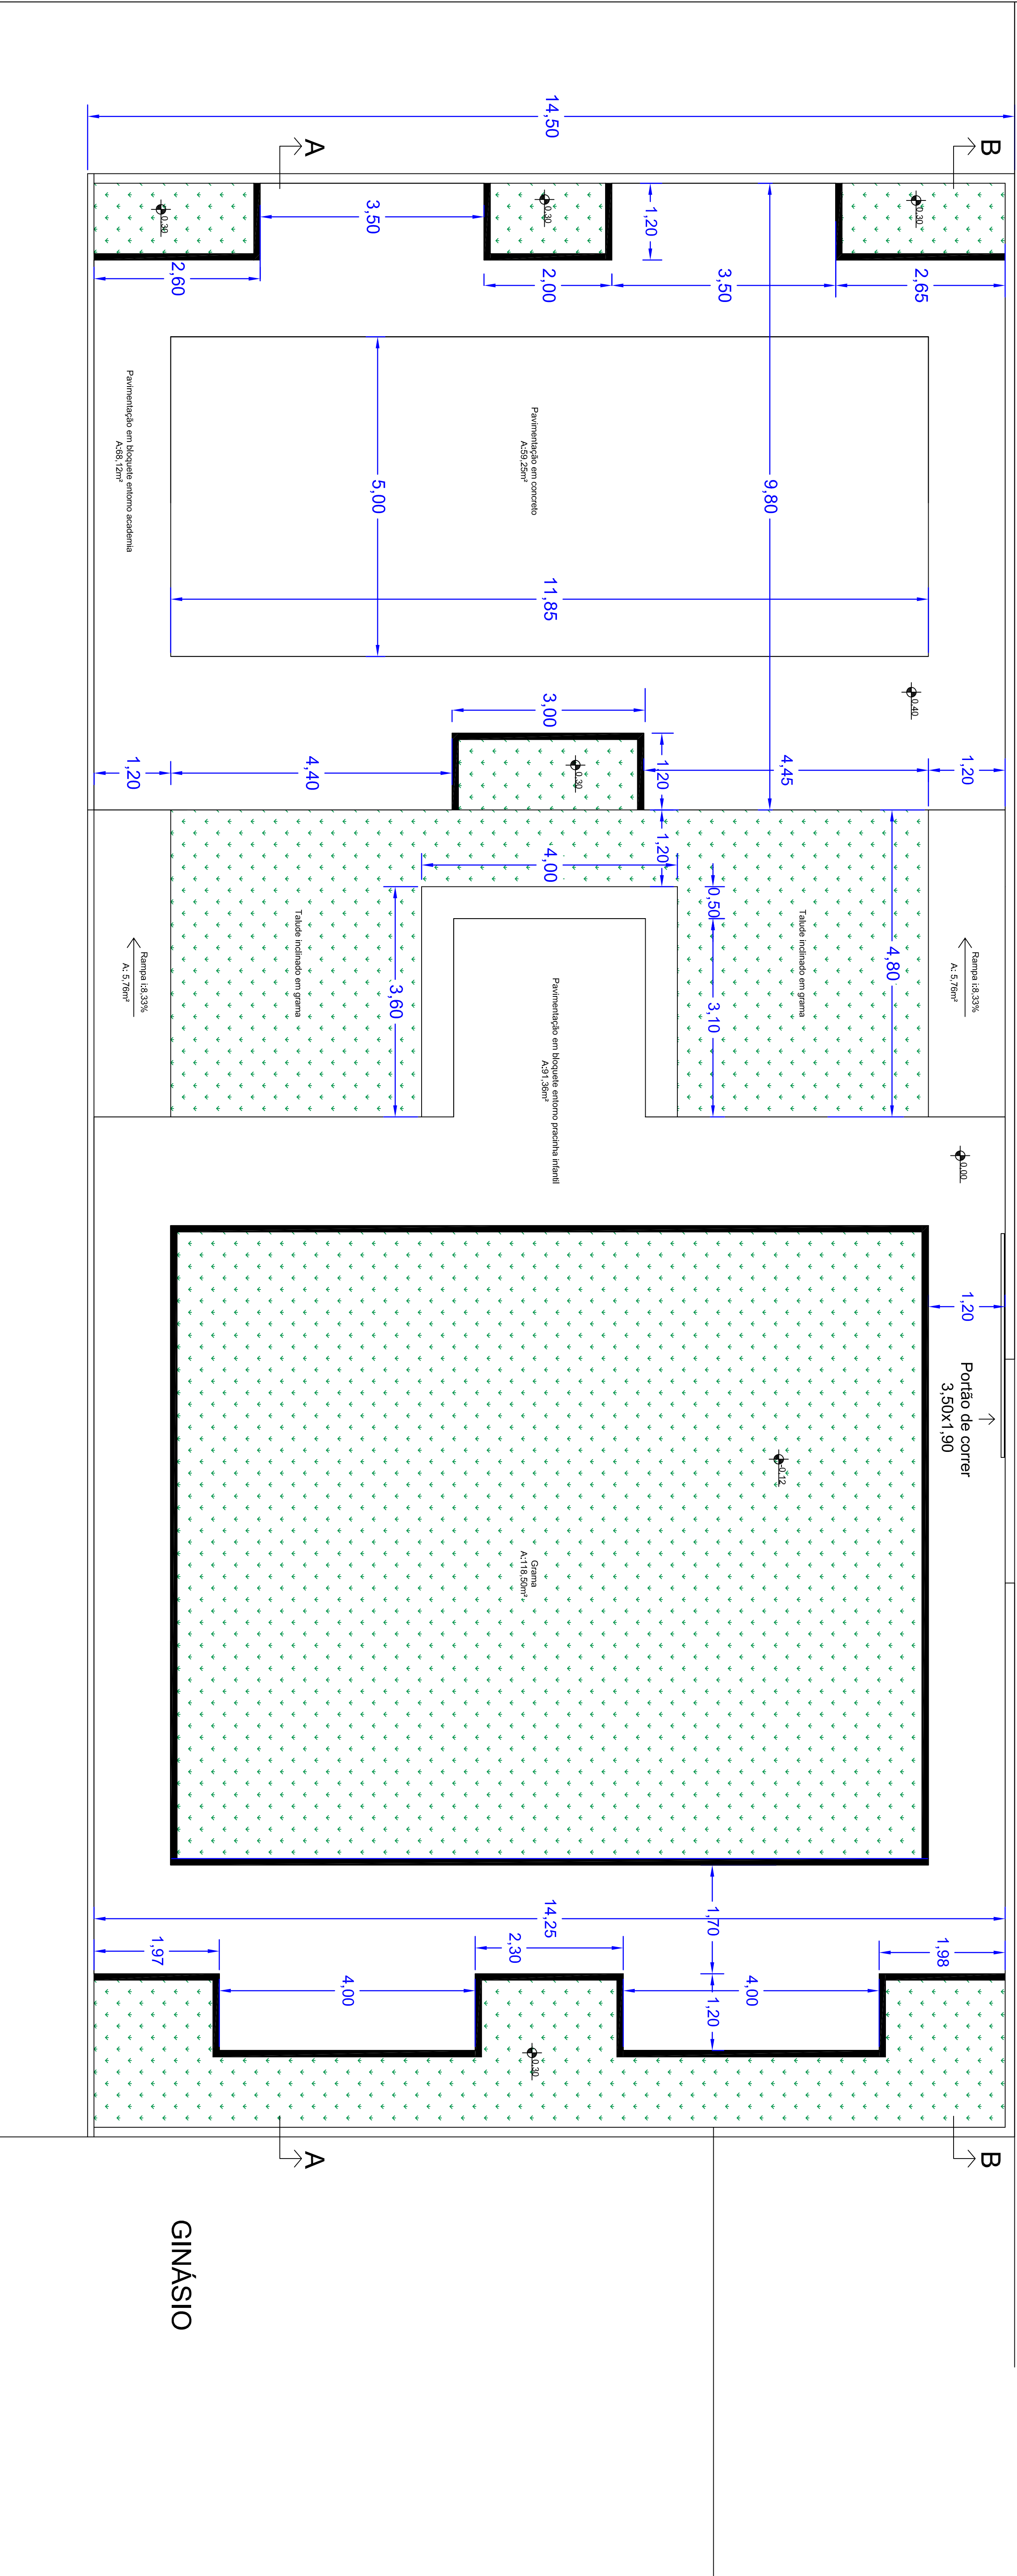 14,50
A
B
0.30
0.30
0.30
3,50
1,20
2,60
2,00
3,50
2,65
Pavimentação em bloquete entorno academia
A:68,12m²
Pavimentação em concreto
A:59,25m²
5,00
9,80
11,85
0.40
3,00
0.30
1,20
4,40
1,20
4,45
1,20
4,00
1,20
0,50
Talude inclinado em grama
Talude inclinado em grama
4,80
Rampa i:8,33%
A: 5,76m²
Rampa i:8,33%
A: 5,76m²
3,60
3,10
Pavimentação em bloquete entorno pracinha infantil
A:91,36m²
0.00
1,20
Portão de correr
3,50x1,90
-0.12
Grama
A:118,50m²
1,70
14,25
1,97
2,30
1,98
4,00
1,20
4,00
0.30
A
B
GINÁSIO